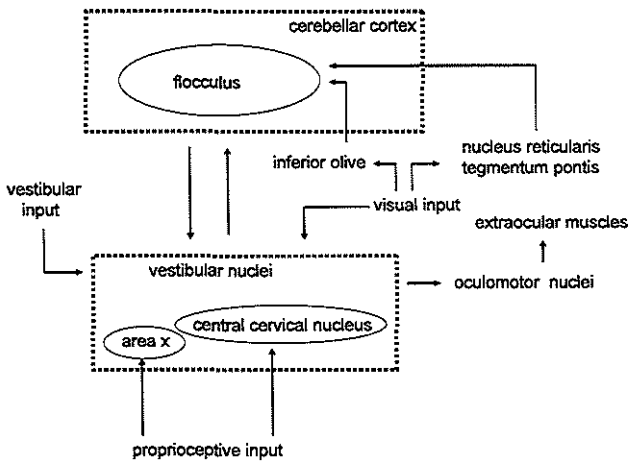 cerebellar cortex
flocculus
inferior olive
nucleus reticularis
tegmentum pontis
vestibular
input
visual input
extraocular muscles
vestibular nuclei
oculomotor nuclei
central cervical nucleus
area x
proprioceptive input